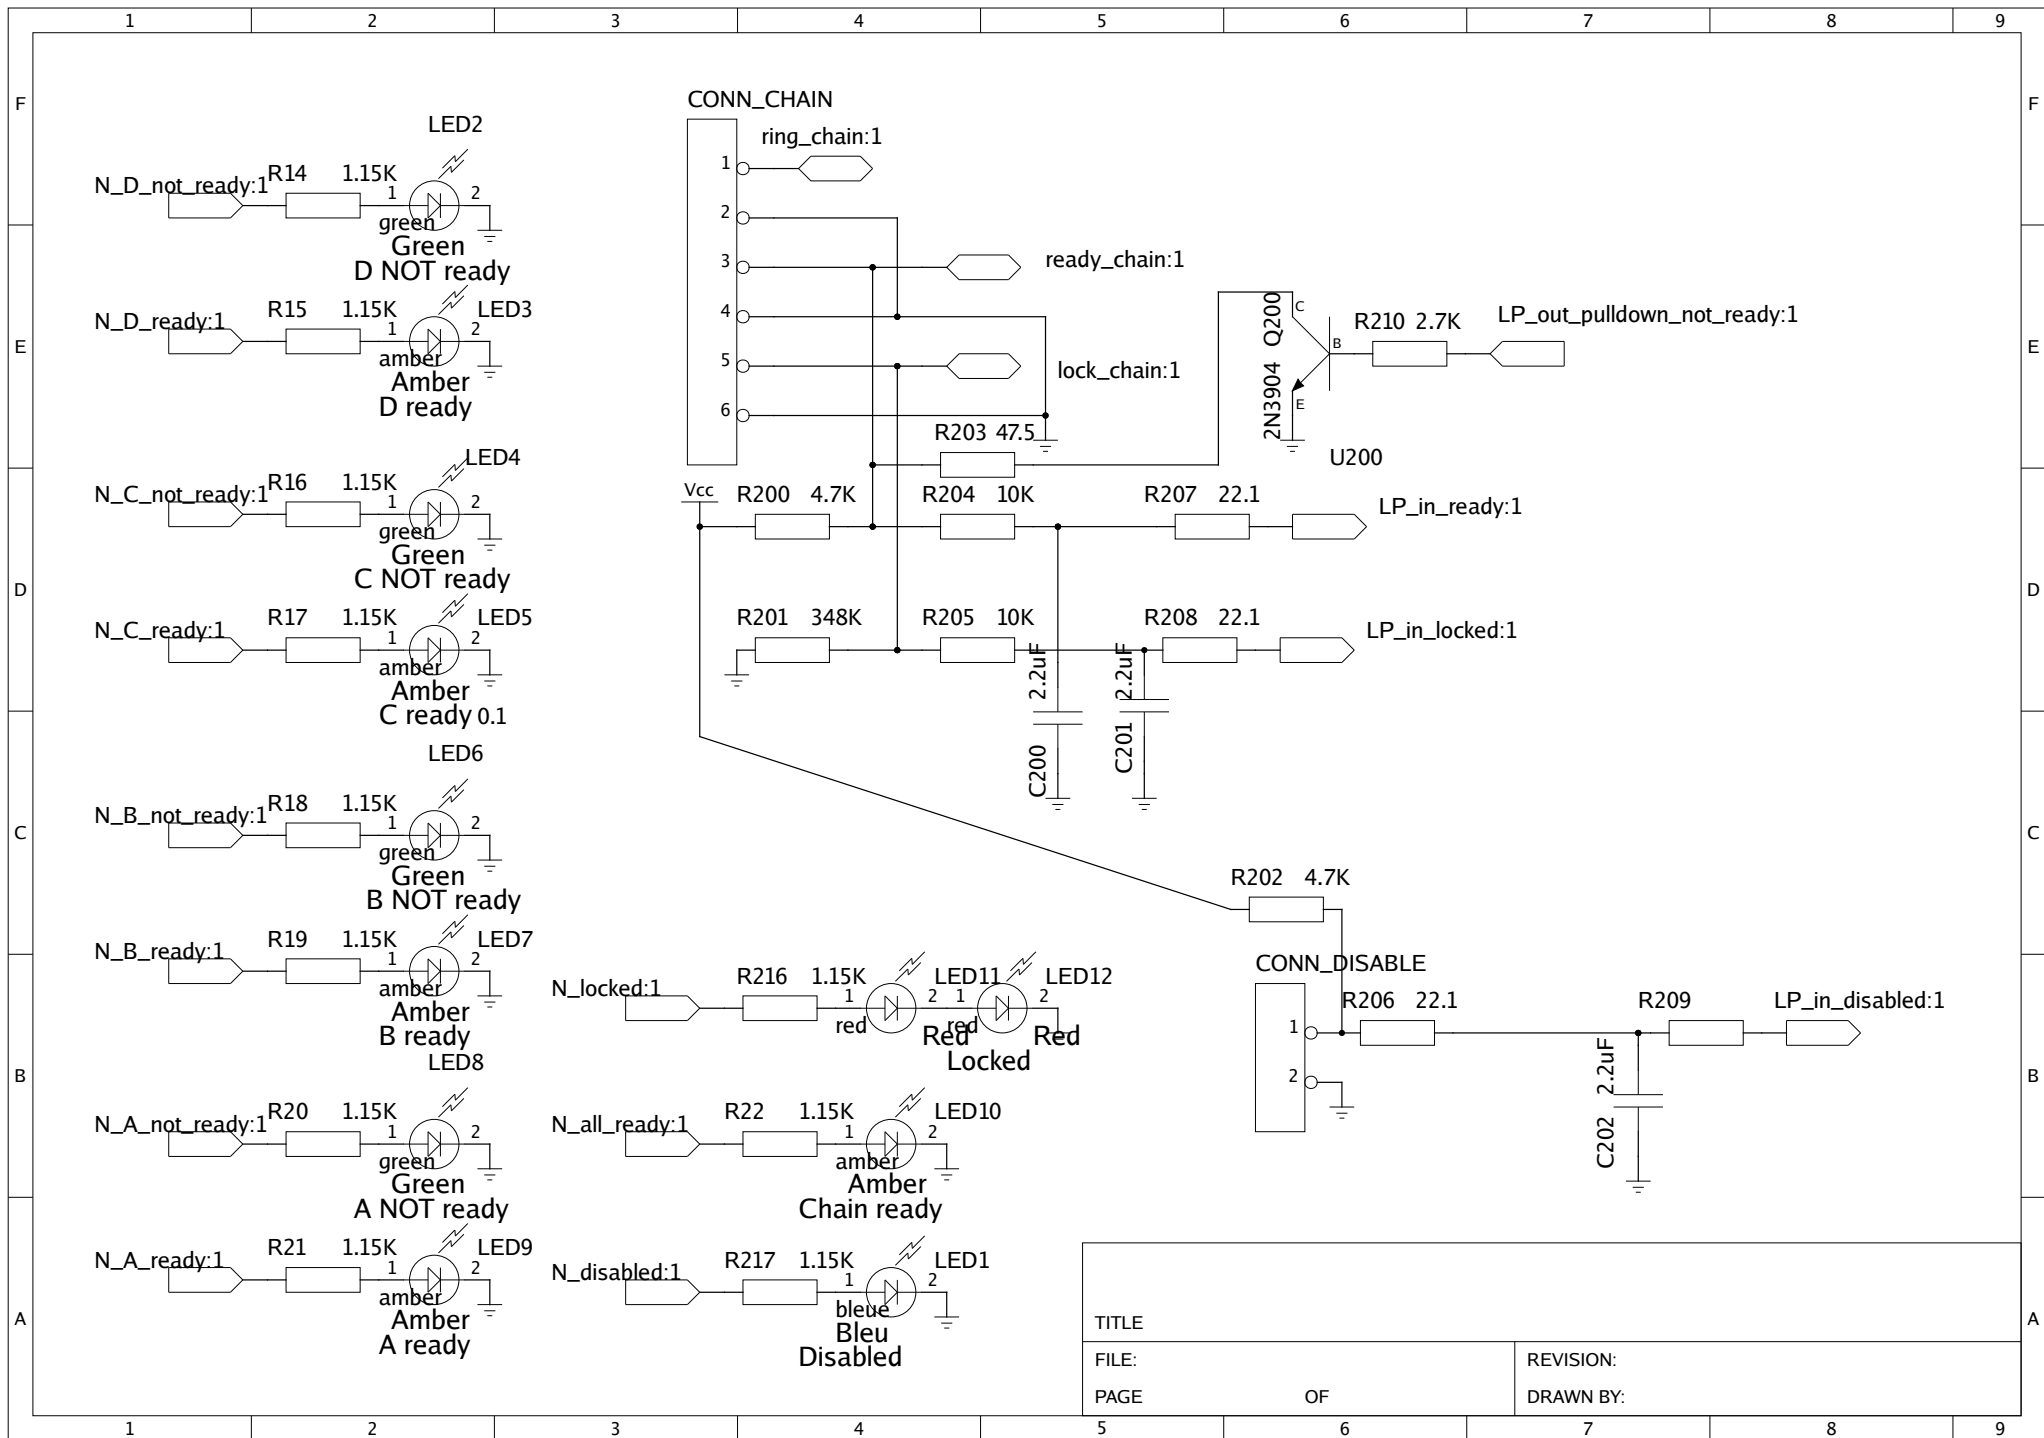 1 2 3 4 5 6 7 8 9
F F
E E
D D
C C
B B
A A
LED2
N_D_not_ready:1 R14 1.15K 1 2
green
Green
D NOT ready
N_D_ready:1 R15 1.15K 1 2 LED3
amber
Amber
D ready
LED4
N_C_not_ready:1 R16 1.15K 1 2
green
Green
C NOT ready
N_C_ready:1 R17 1.15K 1 2 LED5
amber
Amber
C ready 0.1
LED6
N_B_not_ready:1 R18 1.15K 1 2
green
Green
B NOT ready
N_B_ready:1 R19 1.15K 1 2 LED7
amber
Amber
B ready
LED8
N_A_not_ready:1 R20 1.15K 1 2
green
Green
A NOT ready
N_A_ready:1 R21 1.15K 1 2 LED9
amber
Amber
A ready
CONN_CHAIN
ring_chain:1
1
2
3 ready_chain:1
4
5 lock_chain:1
6
R203 47.5
2N3904 Q200
C
B
E
U200
R210 2.7K
LP_out_pulldown_not_ready:1
Vcc
R200 4.7K R204 10K R207 22.1 LP_in_ready:1
R201 348K R205 10K R208 22.1 LP_in_locked:1
C200 2.2uF
C201 2.2uF
R202 4.7K
CONN_DISABLE
1 R206 22.1 R209 LP_in_disabled:1
2
C202 2.2uF
N_locked:1 R216 1.15K 1 2 LED11 1 2 LED12
red red
Red Red
Locked
N_all_ready:1 R22 1.15K 1 2 LED10
amber
Amber
Chain ready
N_disabled:1 R217 1.15K 1 2 LED1
bleue
Bleu
Disabled
TITLE
FILE: REVISION:
PAGE OF DRAWN BY:
1 2 3 4 5 6 7 8 9